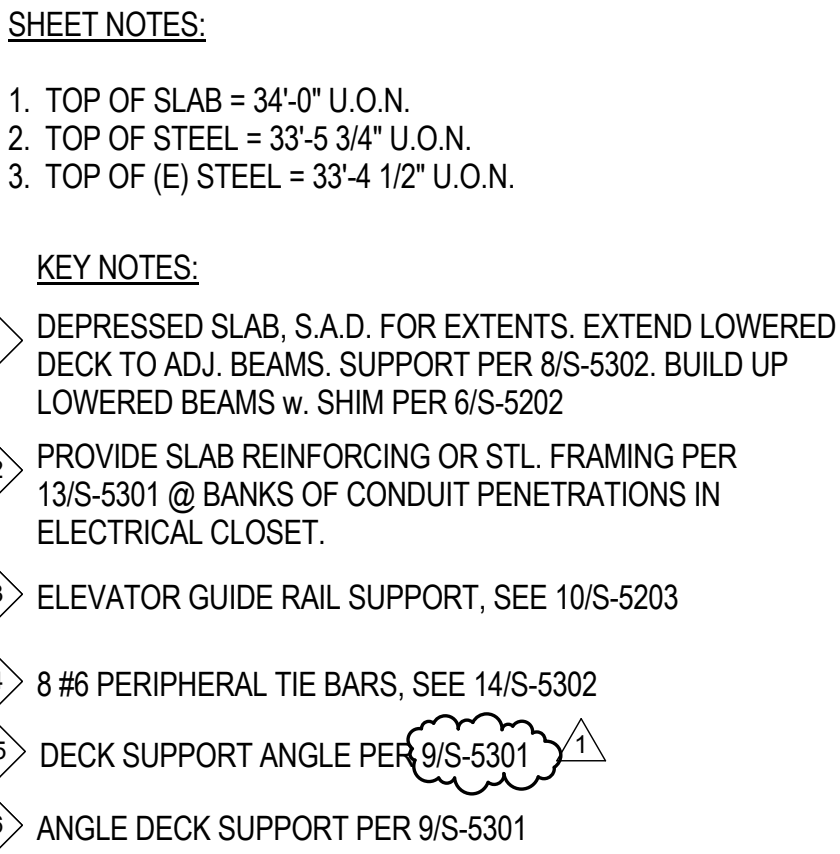 SHEET NOTES:
1. TOP OF SLAB = 34'-0" U.O.N.
2. TOP OF STEEL = 33'-5 3/4" U.O.N.
3. TOP OF (E) STEEL = 33'-4 1/2" U.O.N.
KEY NOTES:
DEPRESSED SLAB, S.A.D. FOR EXTENTS. EXTEND LOWERED
DECK TO ADJ. BEAMS. SUPPORT PER 8/S-5302. BUILD UP
LOWERED BEAMS w. SHIM PER 6/S-5202
PROVIDE SLAB REINFORCING OR STL. FRAMING PER
13/S-5301 @ BANKS OF CONDUIT PENETRATIONS IN
ELECTRICAL CLOSET.
ELEVATOR GUIDE RAIL SUPPORT, SEE 10/S-5203
8 #6 PERIPHERAL TIE BARS, SEE 14/S-5302
5 DECK SUPPORT ANGLE PER 9/S-5301 1
ANGLE DECK SUPPORT PER 9/S-5301